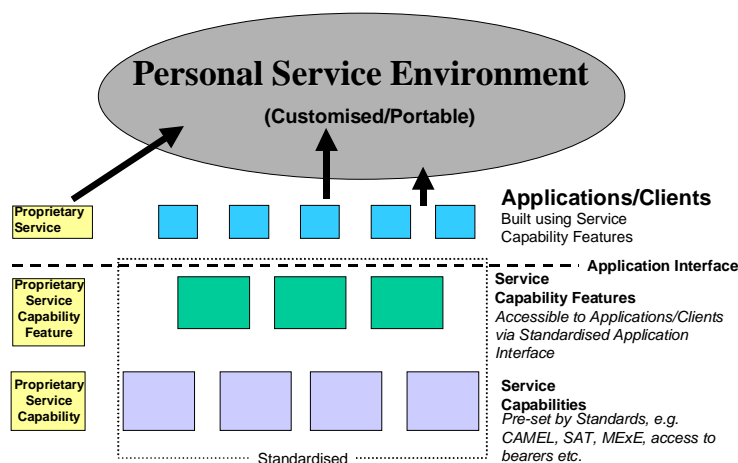 Personal Service Environment
(Customised/Portable)
Proprietary
Service
Applications/Clients
Built using Service
Capability Features
Application Interface
Proprietary
Service
Capability
Feature
Service
Capability Features
Accessible to Applications/Clients
via Standardised Application
Interface
Proprietary
Service
Capability
Service
Capabilities
Pre-set by Standards, e.g.
CAMEL, SAT, MExE, access to
bearers etc.
Standardised